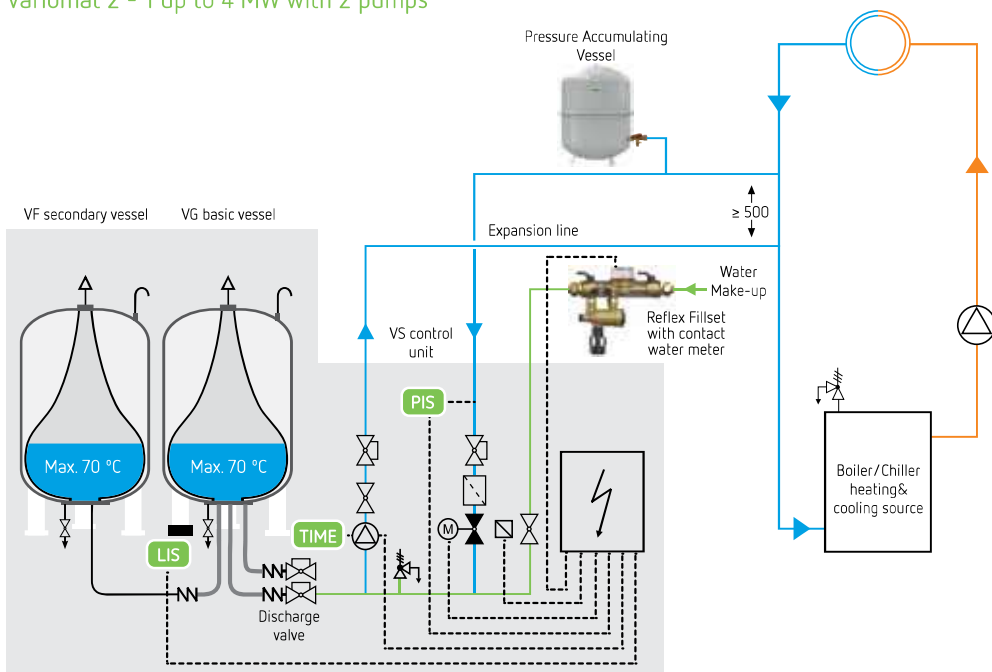 Variomat 2 - 1 up to 4 MW with 2 pumps
Pressure Accumulating
Vessel
≥ 500
VF secondary vessel
VG basic vessel
Expansion line
Water
Make-up
Reflex Fillset
with contact
water meter
VS control
unit
PIS
Max. 70 ºC
Max. 70 ºC
Boiler/Chiller
heating&
cooling source
M
TIME
LIS
Discharge
valve